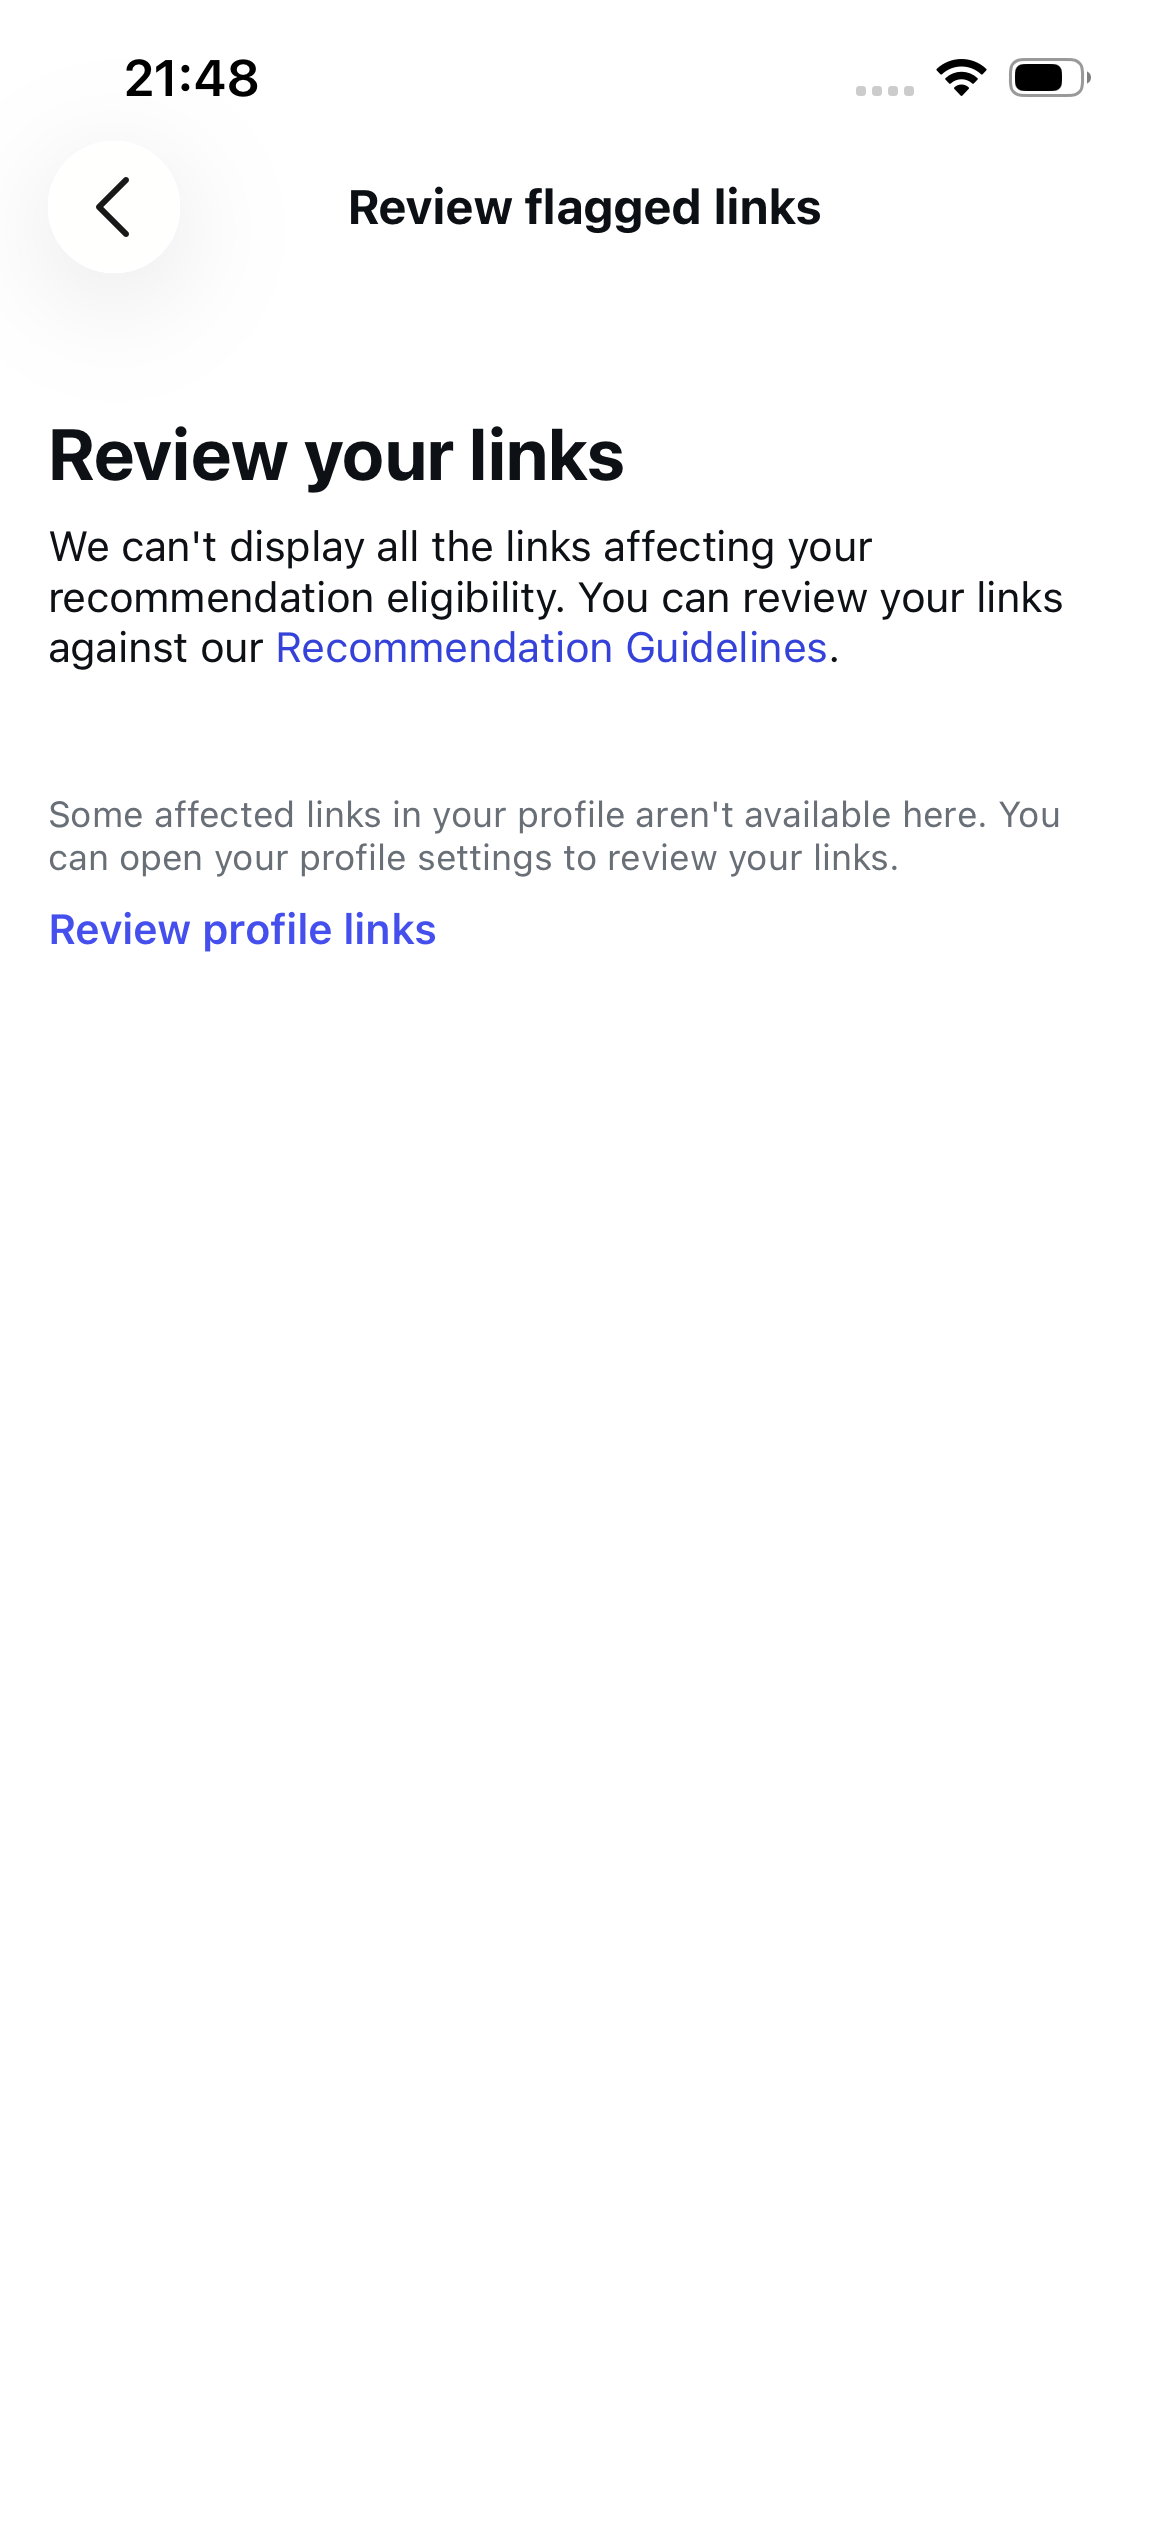 21:48
Review flagged links
Review your links
We can't display all the links affecting your
recommendation eligibility. You can review your links
against our Recommendation Guidelines.
Some affected links in your profile aren't available here. You
can open your profile settings to review your links.
Review profile links